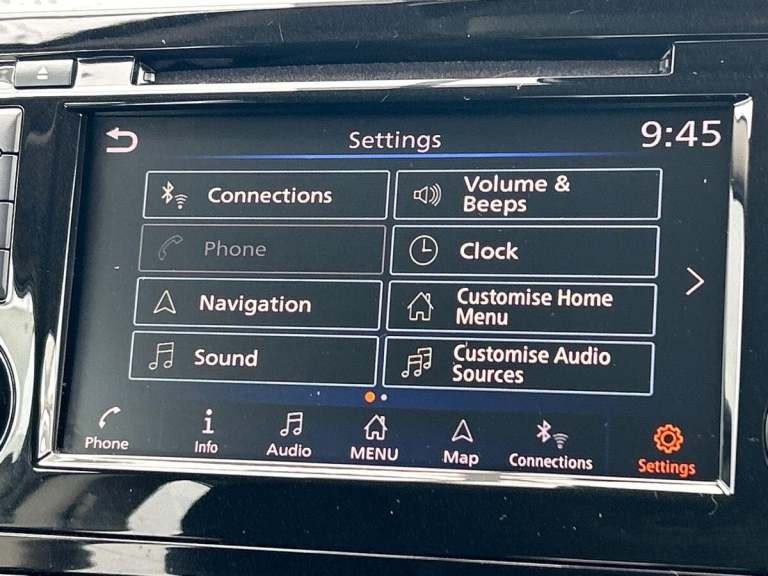 Settings
9:45
Connections
Volume &
Beeps
Phone
Clock
Navigation
Customise Home
Menu
Sound
Customise Audio
Sources
Phone
Info
Audio
MENU
Map
Connections
Settings